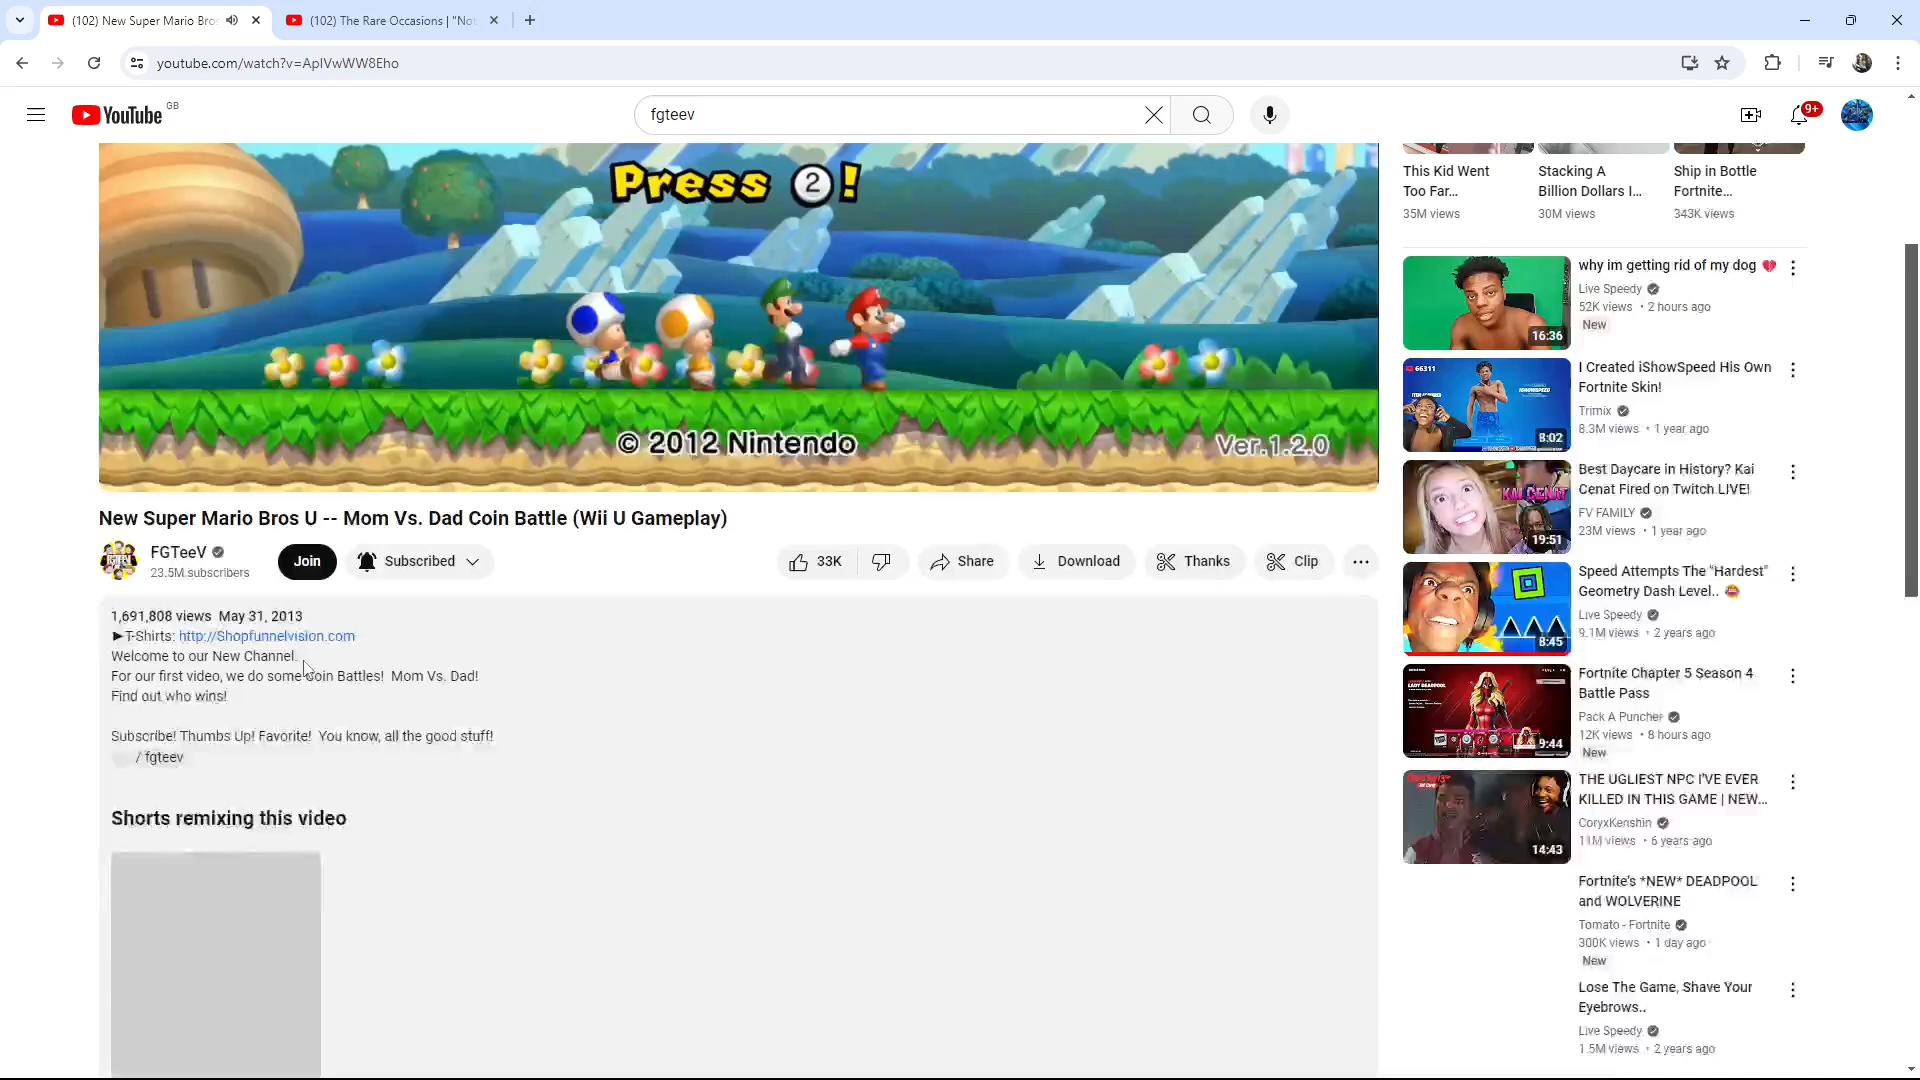 (102) New Super Mario Bros
(102) The Rare Occasions | "Not
youtube.com/watch?v=AplVwWW8Eho
YouTube GB
fgteev
9+
Press 2!
© 2012 Nintendo
Ver.1.2.0
New Super Mario Bros U -- Mom Vs. Dad Coin Battle (Wii U Gameplay)
FGTeeV
23.5M subscribers
Join
Subscribed
33K
Share
Download
Thanks
Clip
1,691,808 views May 31, 2013
►T-Shirts: http://Shopfunnelvision.com
Welcome to our New Channel.
For our first video, we do some Coin Battles! Mom Vs. Dad!
Find out who wins!
Subscribe! Thumbs Up! Favorite! You know, all the good stuff!
/ fgteev
Shorts remixing this video
This Kid Went
Too Far...
35M views
Stacking A
Billion Dollars I...
30M views
Ship in Bottle
Fortnite...
343K views
16:36
why im getting rid of my dog 💔
Live Speedy
52K views • 2 hours ago
New
66311
8:02
I Created iShowSpeed His Own
Fortnite Skin!
Trimix
8.3M views • 1 year ago
KAI CENAT
19:51
Best Daycare in History? Kai
Cenat Fired on Twitch LIVE!
FV FAMILY
23M views • 1 year ago
8:45
Speed Attempts The "Hardest"
Geometry Dash Level..
Live Speedy
9.1M views • 2 years ago
9:44
Fortnite Chapter 5 Season 4
Battle Pass
Pack A Puncher
12K views • 8 hours ago
New
14:43
THE UGLIEST NPC I'VE EVER
KILLED IN THIS GAME | NEW...
CoryxKenshin
11M views • 6 years ago
Fortnite's *NEW* DEADPOOL
and WOLVERINE
Tomato - Fortnite
300K views • 1 day ago
New
Lose The Game, Shave Your
Eyebrows..
Live Speedy
1.5M views • 2 years ago